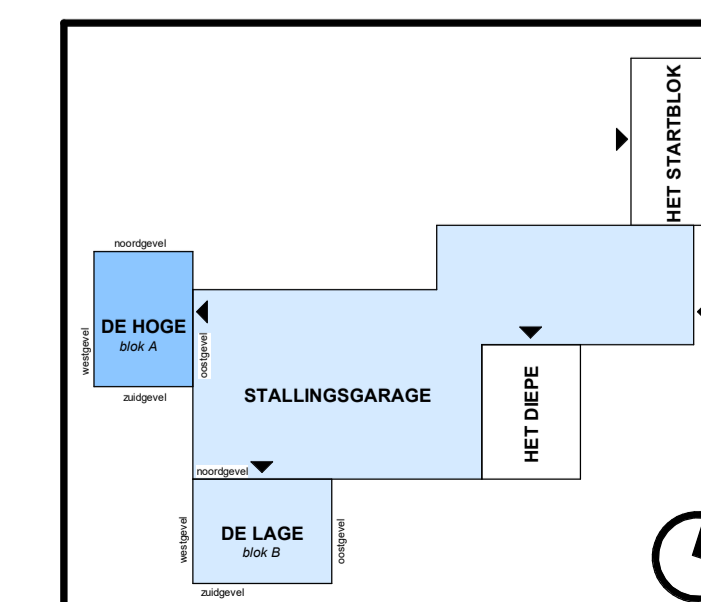 HET STARTBLOK
noordgevel
DE HOGE
blok A
westgevel
oostgevel
zuidgevel
STALLINGSGARAGE
HET DIEPE
noordgevel
westgevel
DE LAGE
blok B
oostgevel
zuidgevel